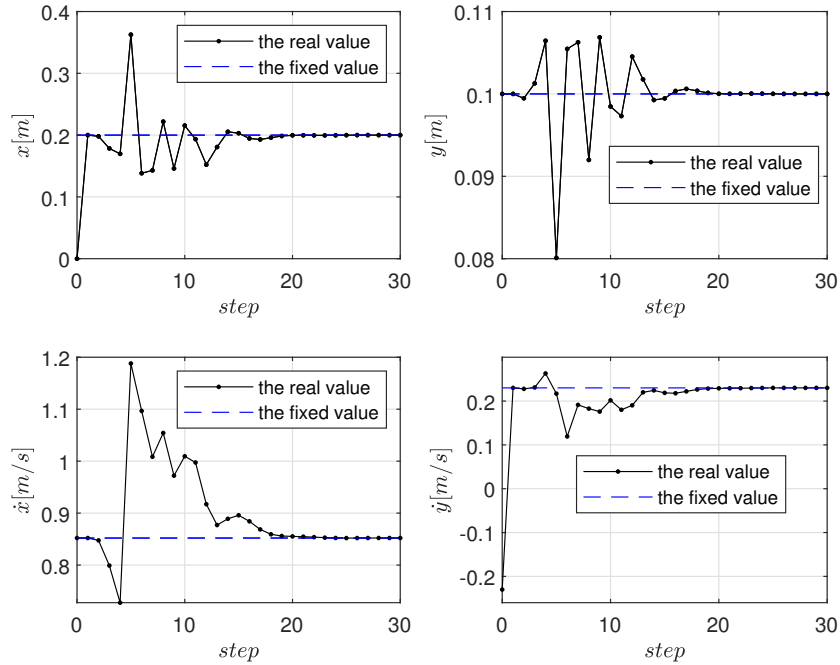 0.4
0.3
0.2
0.1
0
x[m]
0
10
20
30
step
the real value
the fixed value
0.11
0.1
0.09
0.08
y[m]
0
10
20
30
step
the real value
the fixed value
1.2
1.1
1
0.9
0.8
ẋ[m/s]
0
10
20
30
step
the real value
the fixed value
0.2
0.1
0
-0.1
-0.2
ẏ[m/s]
0
10
20
30
step
the real value
the fixed value